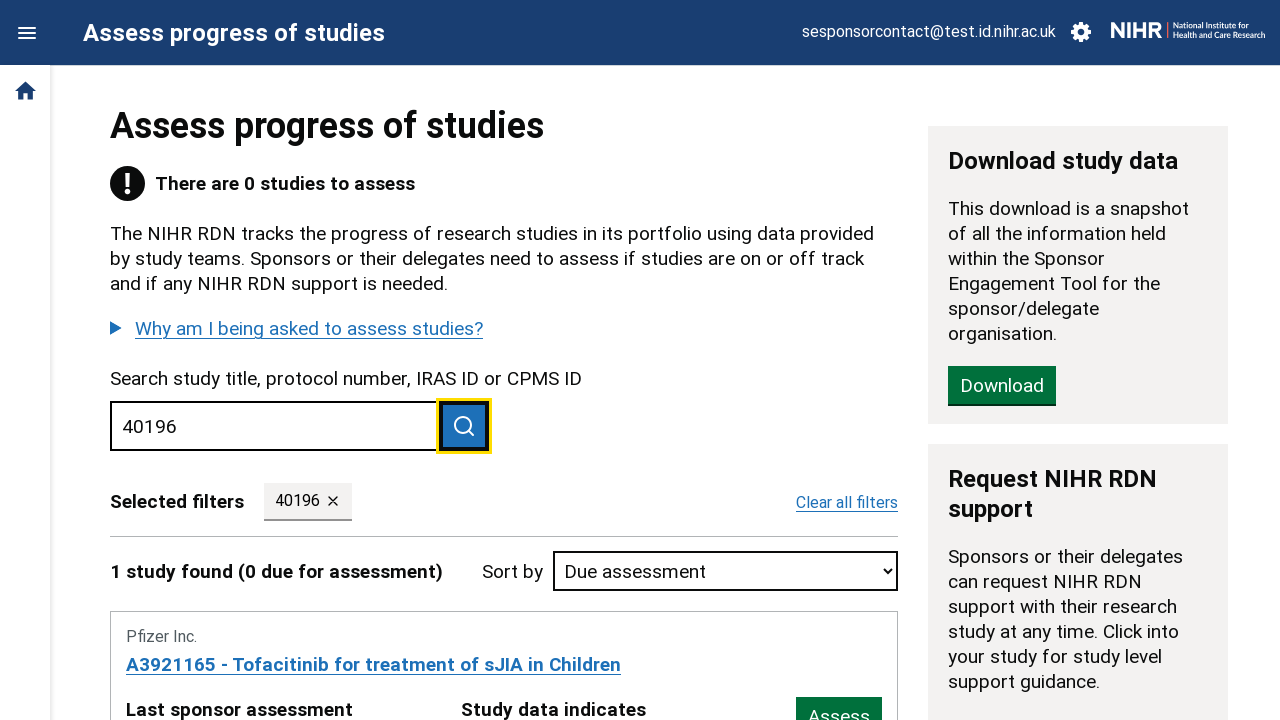 Assess progress of studies
sesponsorcontact@test.id.nihr.ac.uk
NIHR
National Institute for
Health and Care Research
Assess progress of studies
There are 0 studies to assess
The NIHR RDN tracks the progress of research studies in its portfolio using data provided
by study teams. Sponsors or their delegates need to assess if studies are on or off track
and if any NIHR RDN support is needed.
Why am I being asked to assess studies?
Search study title, protocol number, IRAS ID or CPMS ID
40196
Selected filters
40196
Clear all filters
1 study found (0 due for assessment)
Sort by
Due assessment
Pfizer Inc.
A3921165 - Tofacitinib for treatment of sJIA in Children
Last sponsor assessment
Study data indicates
Assess
Download study data
This download is a snapshot
of all the information held
within the Sponsor
Engagement Tool for the
sponsor/delegate
organisation.
Download
Request NIHR RDN
support
Sponsors or their delegates
can request NIHR RDN
support with their research
study at any time. Click into
your study for study level
support guidance.